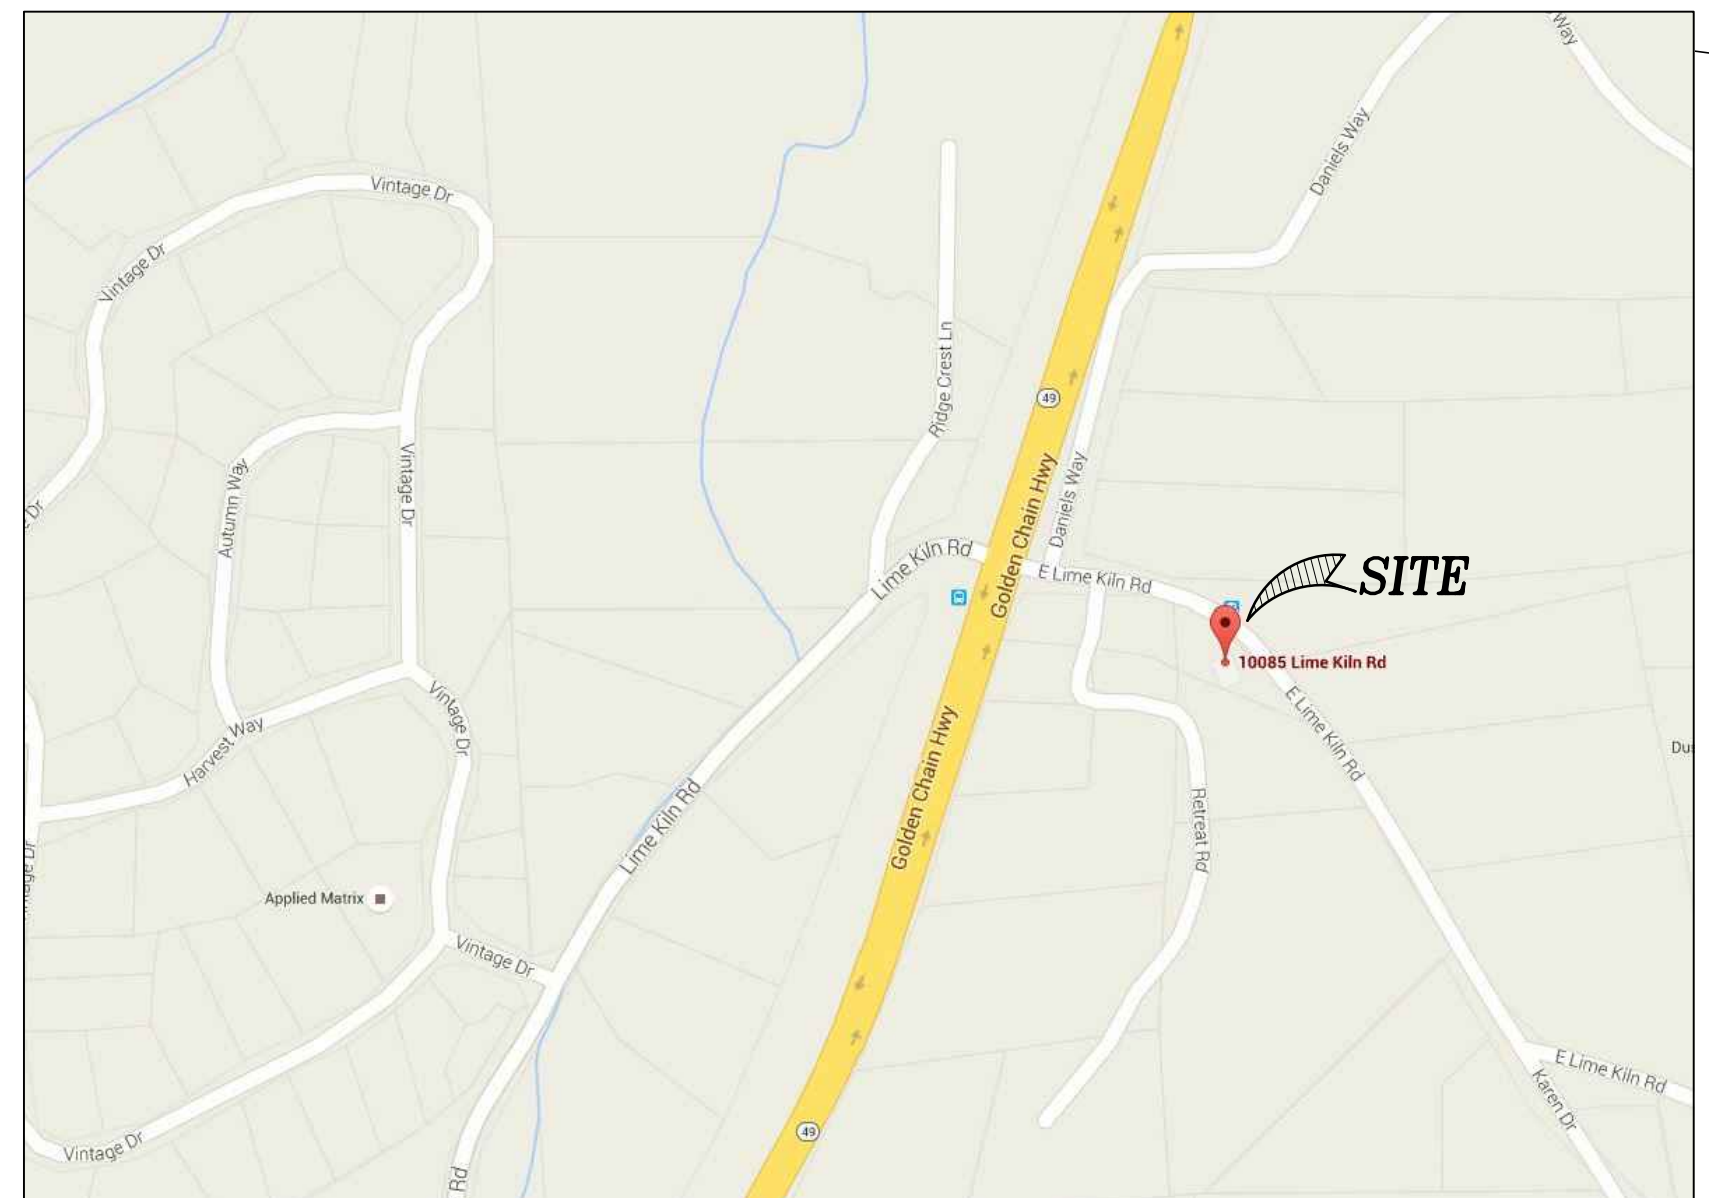 Way
Daniels Way
Vintage Dr
Vintage Dr
Ridge Crest Ln
49
Vintage Dr
Autumn Way
Golden Chain Hwy
Daniels Way
Dr
Lime Kiln Rd
E Lime Kiln Rd
SITE
10085 Lime Kiln Rd
Harvest Way
Vintage Dr
E Lime Kiln Rd
Du
Golden Chain Hwy
Lime Kiln Rd
Retreat Rd
Applied Matrix
Vintage Dr
E Lime Kiln Rd
Karen Dr
49
Vintage Dr
Rd